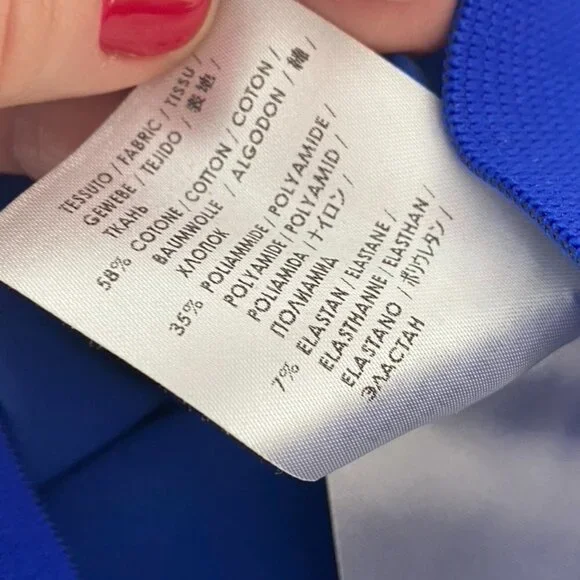 TESSUTO / FABRIC / TISSU /
GEWEBE / TEJIDO / 表地 /
ТКАНЬ
58% COTONE / COTTON / COTON /
BAUMWOLLE / ALGODON / 綿 /
ХЛОПОК
35% POLIAMMIDE / POLYAMIDE /
POLYAMIDE / POLYAMID /
POLIAMIDA / ナイロン /
ПОЛИАМИД
7% ELASTAN / ELASTANE /
ELASTHANNE / ELASTHAN /
ELASTANO / ポリウレタン /
ЭЛАСТАН